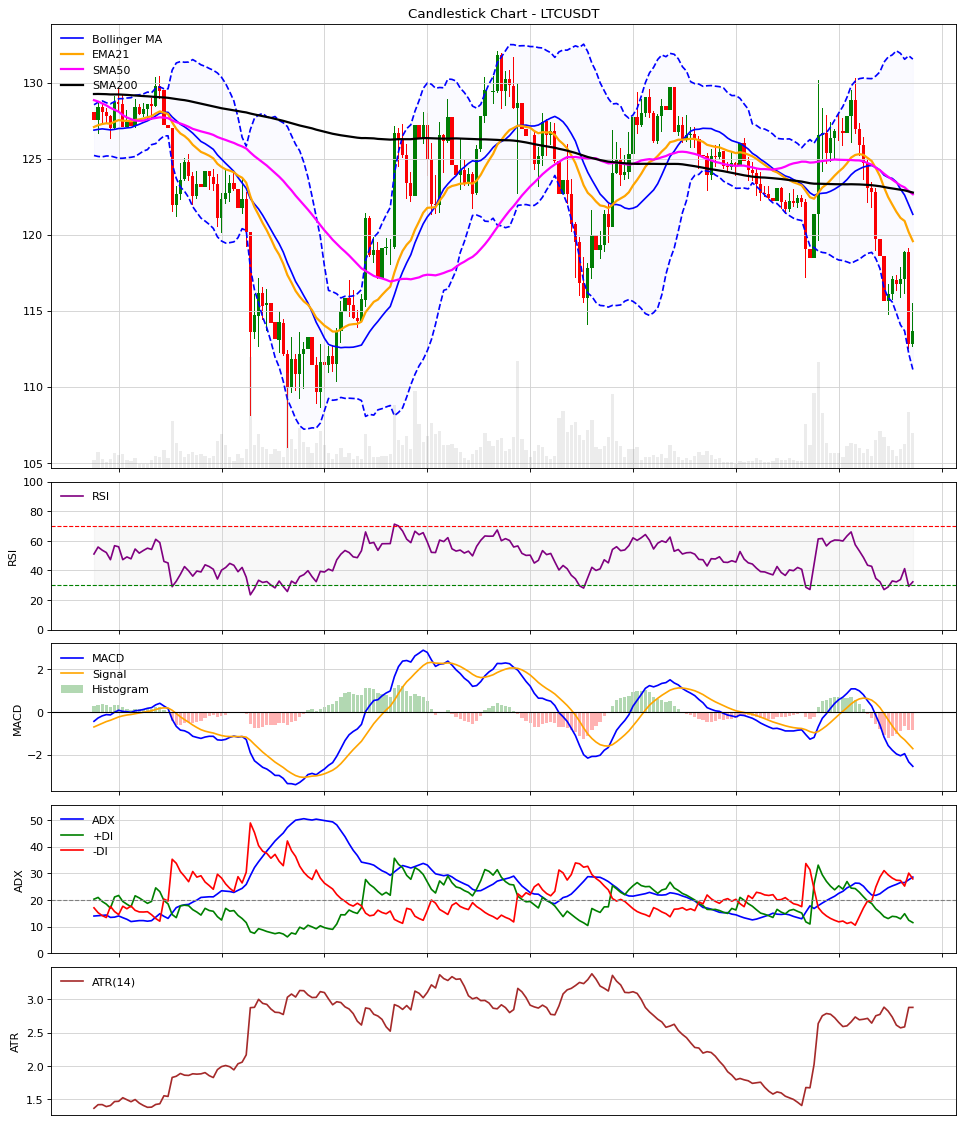 Candlestick Chart - LTCUSDT
Bollinger MA
EMA21
SMA50
SMA200
130
125
120
115
110
105
RSI
100
80
60
40
20
0
RSI
MACD
Signal
Histogram
2
0
−2
MACD
ADX
+DI
-DI
50
40
30
20
10
0
ADX
ATR(14)
3.0
2.5
2.0
1.5
ATR